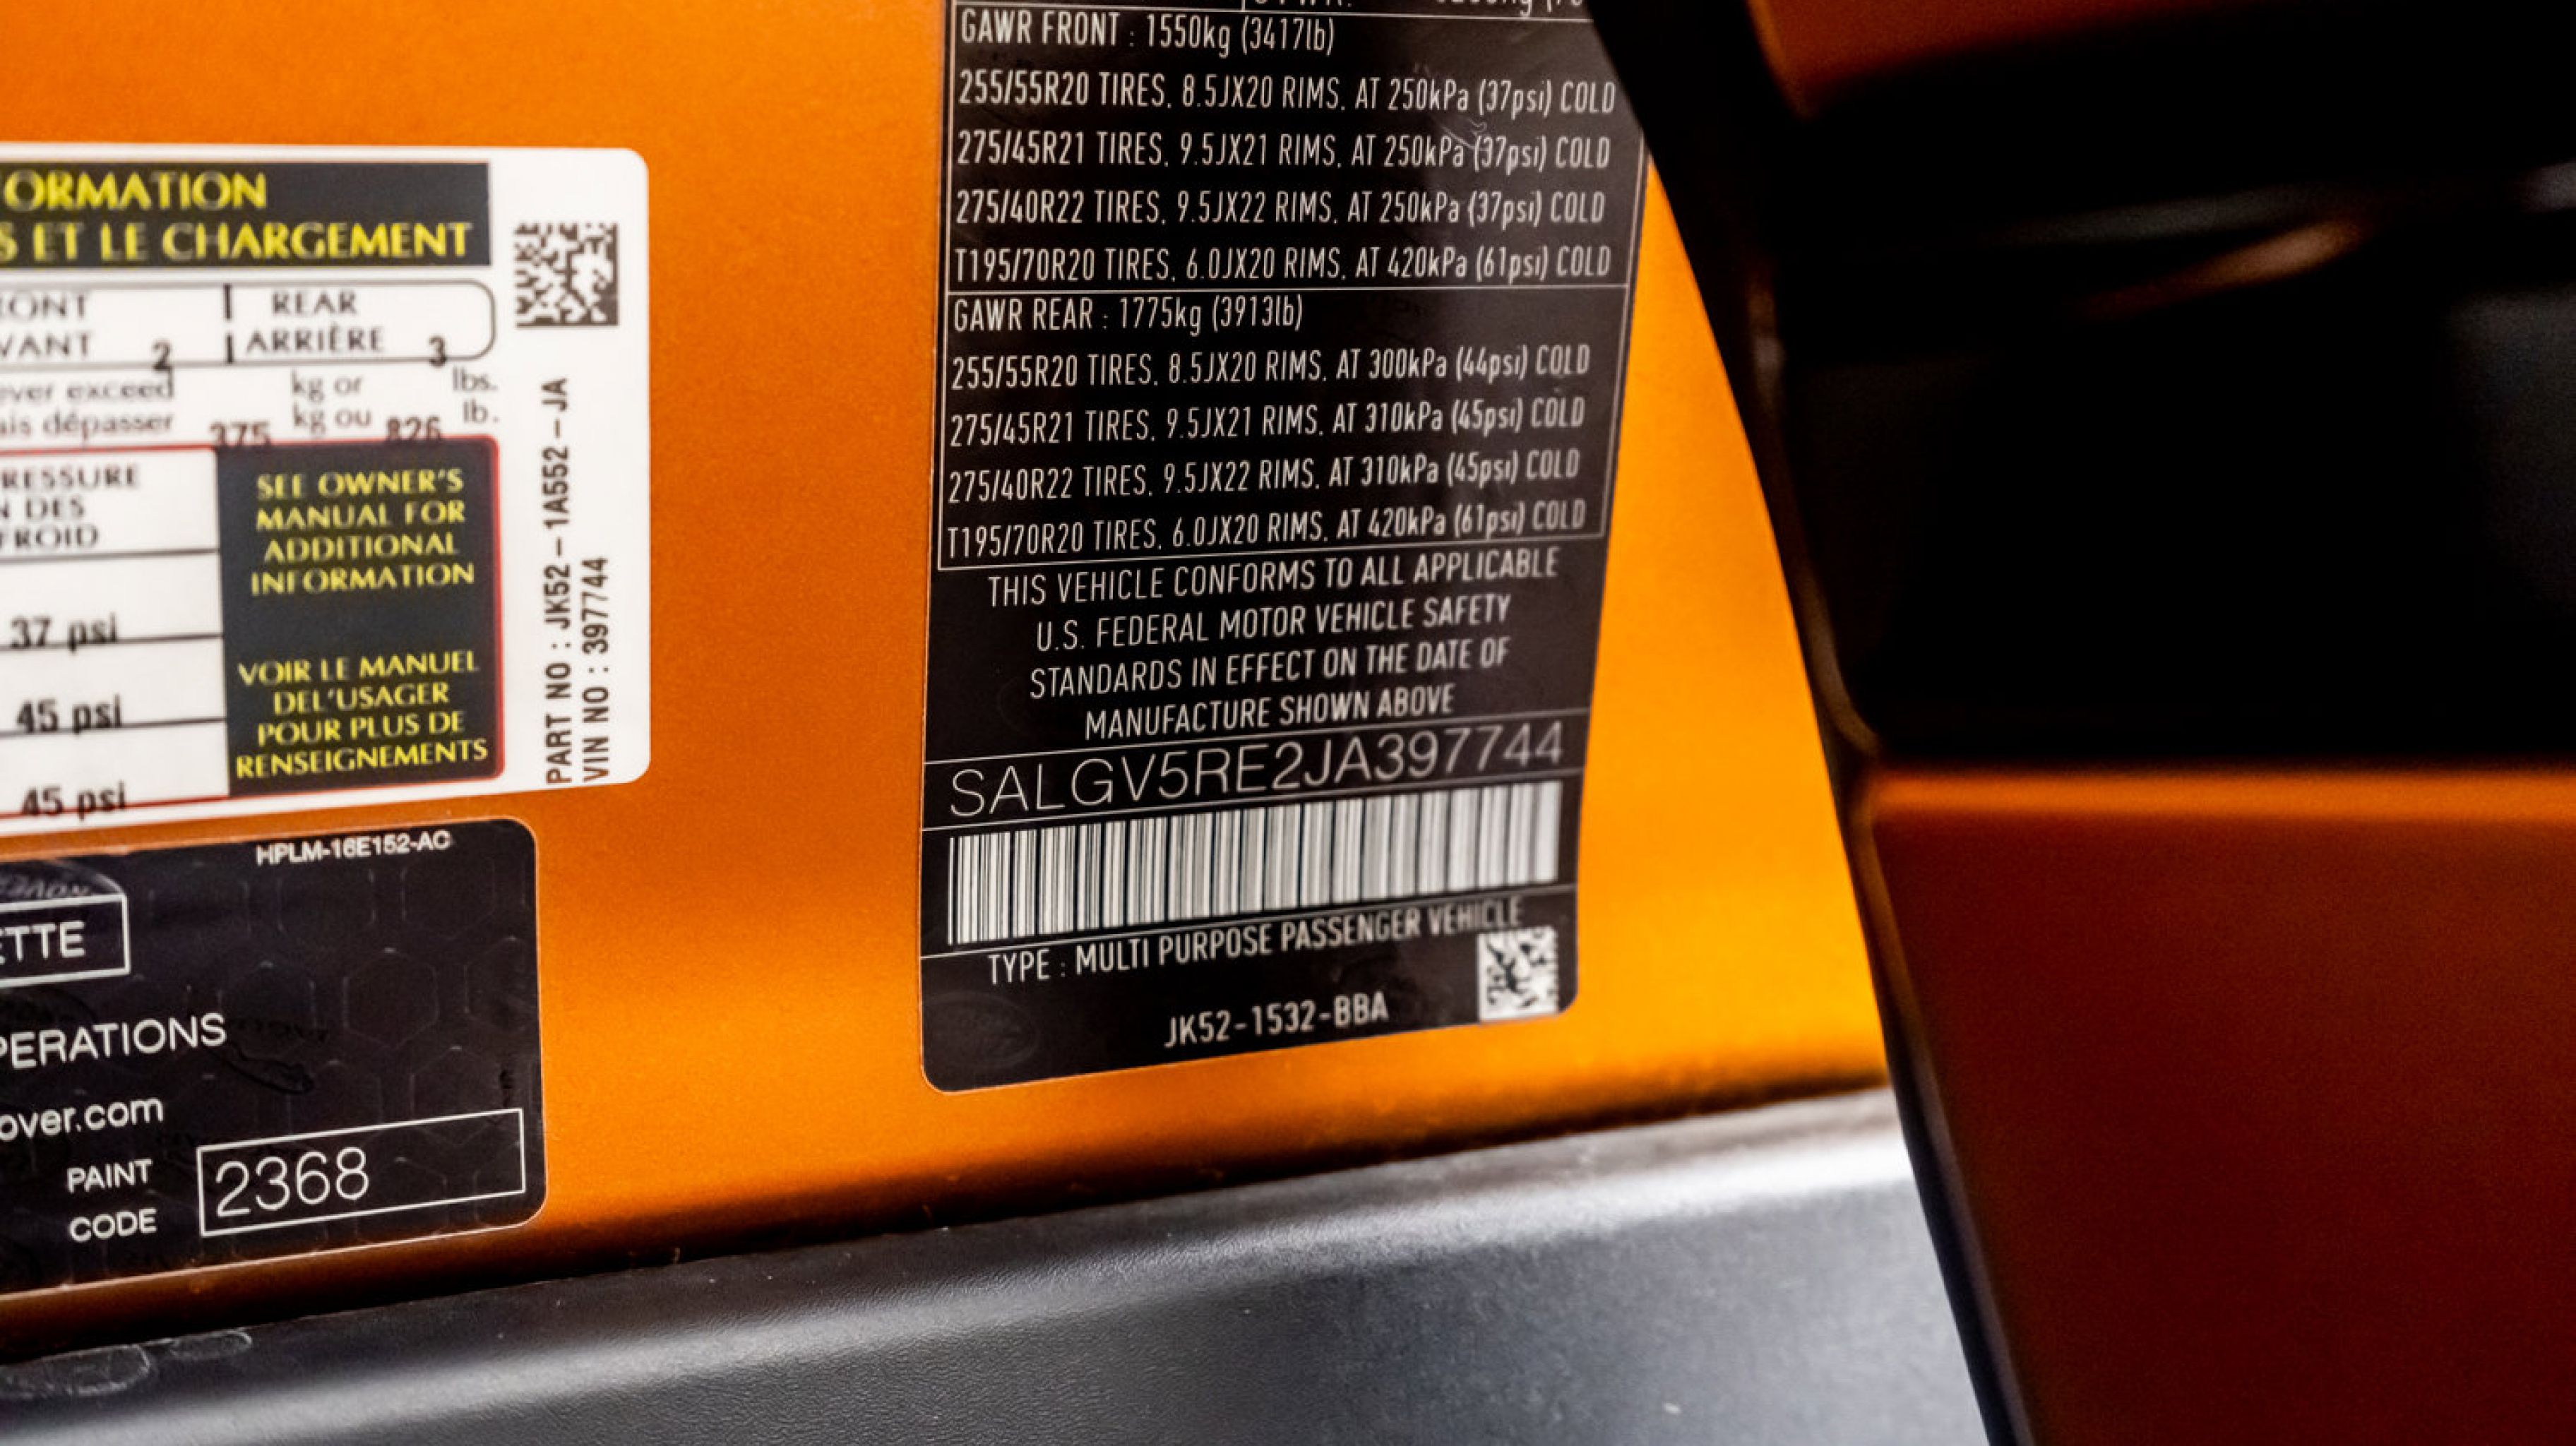 ORMATION
S ET LE CHARGEMENT
RONT REAR
VANT 2 ARRIÈRE 3
ever exceed kg or lbs.
ais dépasser 375 kg ou 826 lb.
RESSURE
N DES
FROID
37 psi
45 psi
45 psi
SEE OWNER'S
MANUAL FOR
ADDITIONAL
INFORMATION
VOIR LE MANUEL
DEL'USAGER
POUR PLUS DE
RENSEIGNEMENTS
PART NO : JK52-1A552-JA
VIN NO : 397744
HPLM-16E152-AC
ETTE
PERATIONS
over.com
PAINT
CODE
2368
GAWR FRONT : 1550kg (3417lb)
255/55R20 TIRES, 8.5JX20 RIMS, AT 250kPa (37psi) COLD
275/45R21 TIRES, 9.5JX21 RIMS, AT 250kPa (37psi) COLD
275/40R22 TIRES, 9.5JX22 RIMS, AT 250kPa (37psi) COLD
T195/70R20 TIRES, 6.0JX20 RIMS, AT 420kPa (61psi) COLD
GAWR REAR : 1775kg (3913lb)
255/55R20 TIRES, 8.5JX20 RIMS, AT 300kPa (44psi) COLD
275/45R21 TIRES, 9.5JX21 RIMS, AT 310kPa (45psi) COLD
275/40R22 TIRES, 9.5JX22 RIMS, AT 310kPa (45psi) COLD
T195/70R20 TIRES, 6.0JX20 RIMS, AT 420kPa (61psi) COLD
THIS VEHICLE CONFORMS TO ALL APPLICABLE
U.S. FEDERAL MOTOR VEHICLE SAFETY
STANDARDS IN EFFECT ON THE DATE OF
MANUFACTURE SHOWN ABOVE
SALGV5RE2JA397744
TYPE : MULTI PURPOSE PASSENGER VEHICLE
JK52-1532-BBA